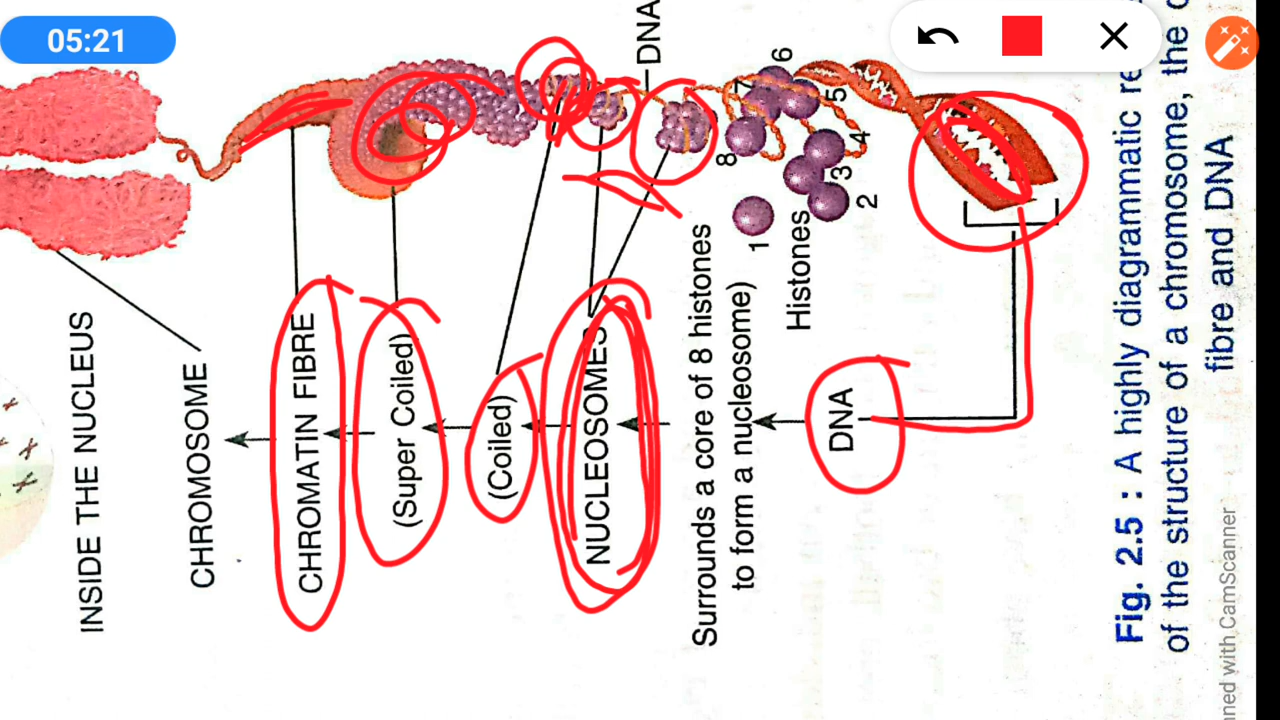 05:21
INSIDE THE NUCLEUS
CHROMOSOME
CHROMATIN FIBRE
(Super Coiled)
(Coiled)
NUCLEOSOMES
DNA
Surrounds a core of 8 histones
to form a nucleosome)
Histones
1
2
3
4
5
6
7
8
DNA
Fig. 2.5 : A highly diagrammatic re
of the structure of a chromosome, the
fibre and DNA
ned with CamScanner